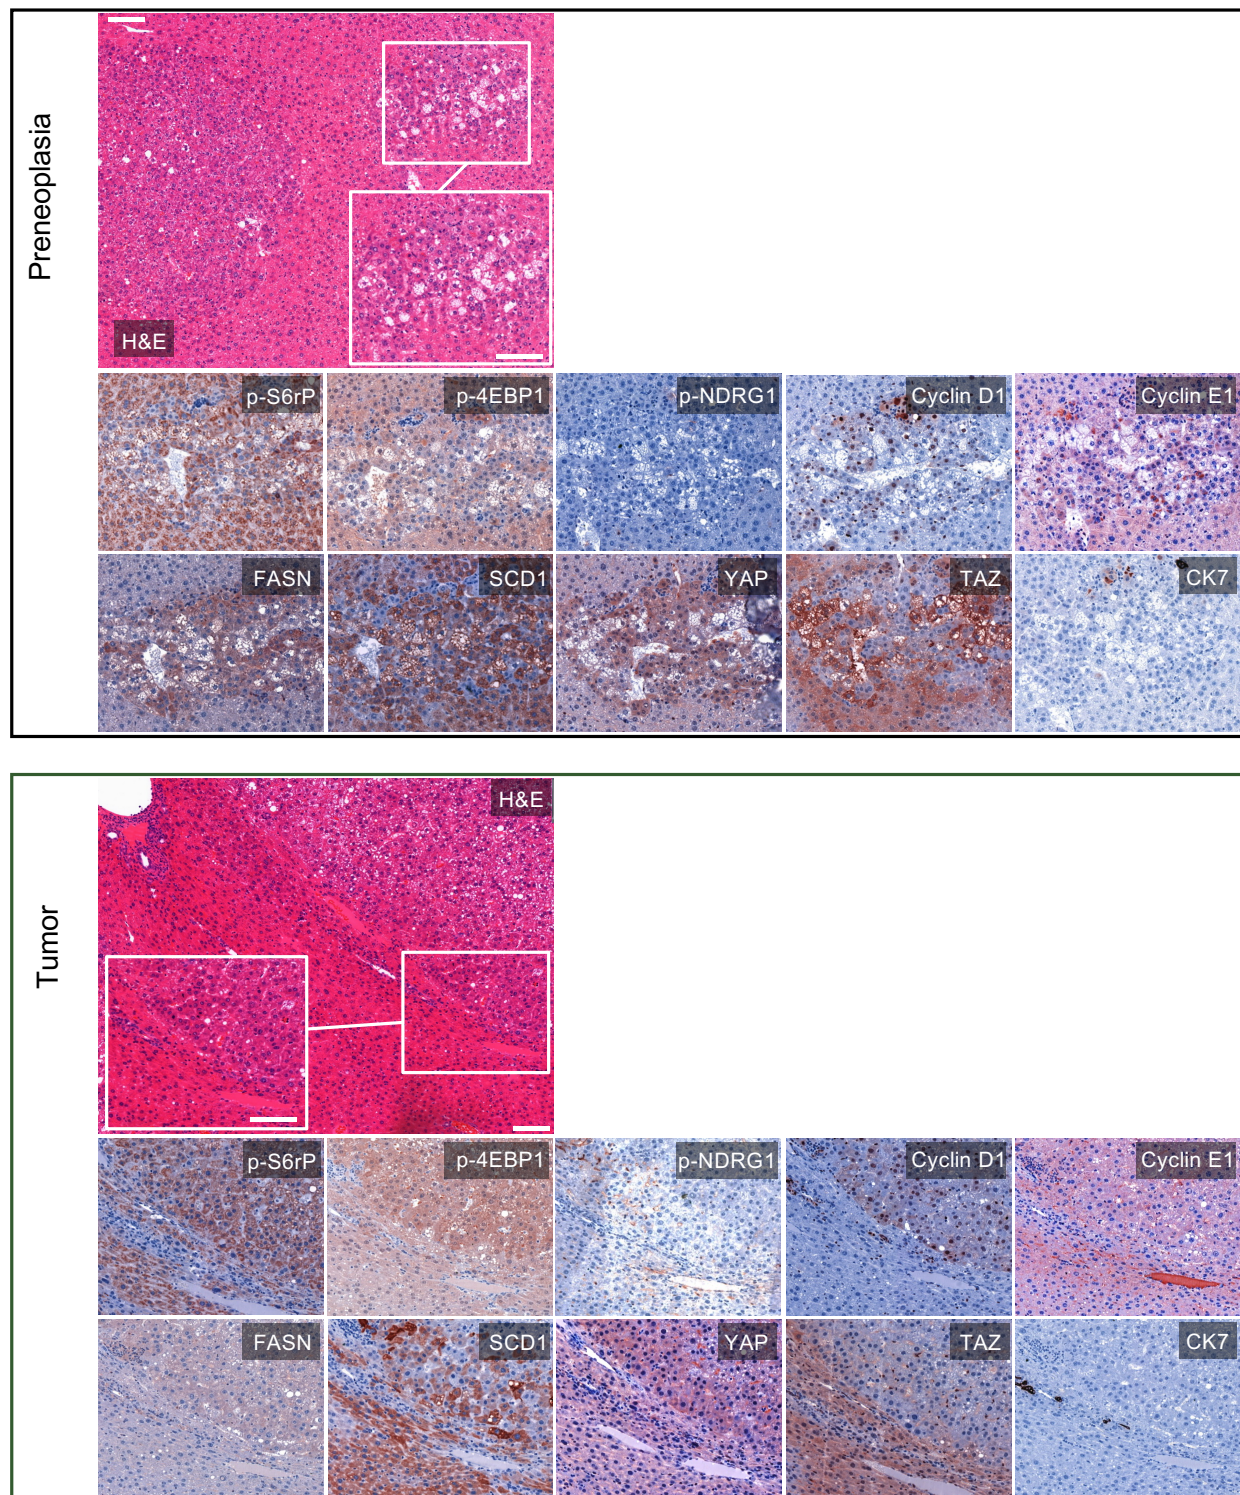 Preneoplasia
H&E
p-S6rP
p-4EBP1
p-NDRG1
Cyclin D1
Cyclin E1
FASN
SCD1
YAP
TAZ
CK7
Tumor
H&E
p-S6rP
p-4EBP1
p-NDRG1
Cyclin D1
Cyclin E1
FASN
SCD1
YAP
TAZ
CK7